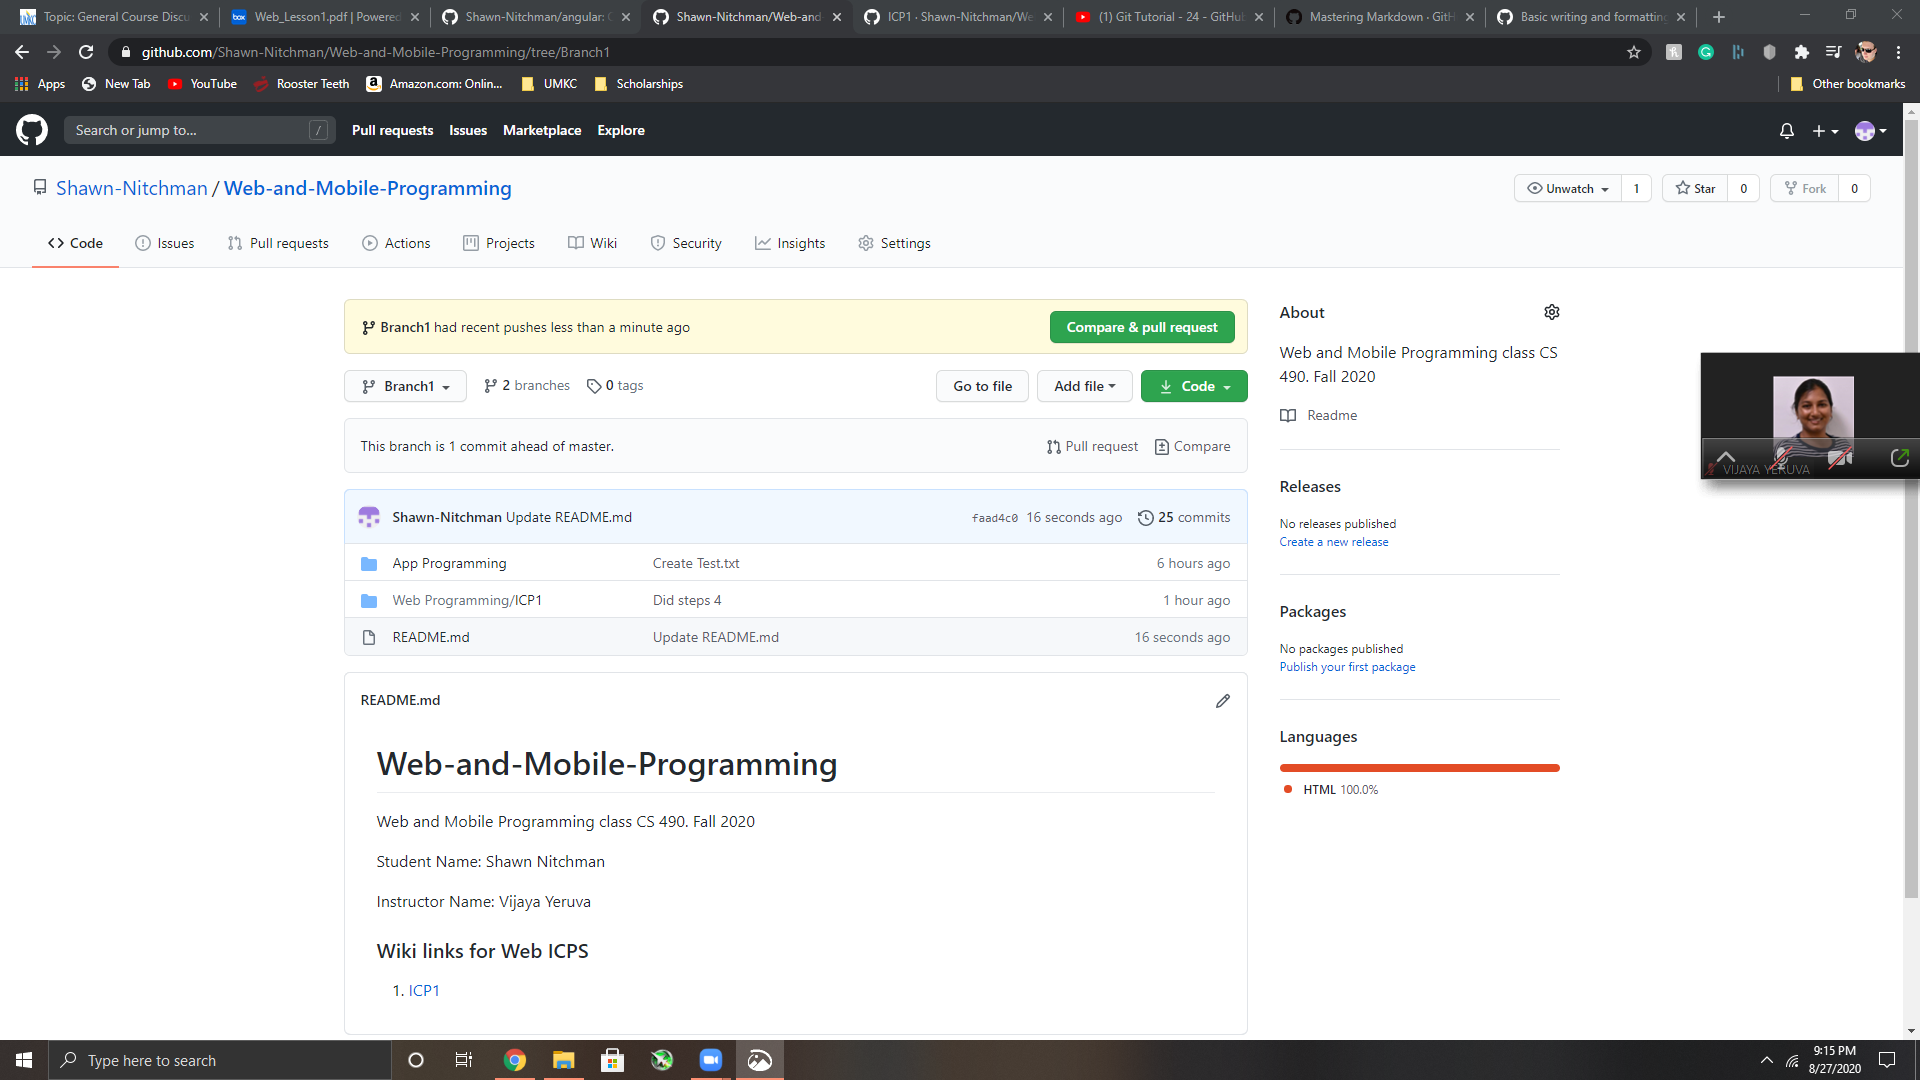 Topic: General Course Discu
Web_Lesson1.pdf | Powered
Shawn-Nitchman/angular: C
Shawn-Nitchman/Web-and-
ICP1 · Shawn-Nitchman/We
(1) Git Tutorial - 24 - GitHub
Mastering Markdown · GitH
Basic writing and formatting
github.com/Shawn-Nitchman/Web-and-Mobile-Programming/tree/Branch1
Apps
New Tab
YouTube
Rooster Teeth
Amazon.com: Onlin...
UMKC
Scholarships
Other bookmarks
Search or jump to... /
Pull requests
Issues
Marketplace
Explore
Shawn-Nitchman / Web-and-Mobile-Programming
Unwatch 1
Star 0
Fork 0
Code
Issues
Pull requests
Actions
Projects
Wiki
Security
Insights
Settings
Branch1 had recent pushes less than a minute ago
Compare & pull request
Branch1
2 branches
0 tags
Go to file
Add file
Code
This branch is 1 commit ahead of master.
Pull request
Compare
Shawn-Nitchman Update README.md
faad4c0 16 seconds ago
25 commits
App Programming Create Test.txt 6 hours ago
Web Programming/ICP1 Did steps 4 1 hour ago
README.md Update README.md 16 seconds ago
README.md
Web-and-Mobile-Programming
Web and Mobile Programming class CS 490. Fall 2020
Student Name: Shawn Nitchman
Instructor Name: Vijaya Yeruva
Wiki links for Web ICPS
1. ICP1
About
Web and Mobile Programming class CS
490. Fall 2020
Readme
Releases
No releases published
Create a new release
Packages
No packages published
Publish your first package
Languages
HTML 100.0%
VIJAYA YERUVA
Type here to search
9:15 PM
8/27/2020